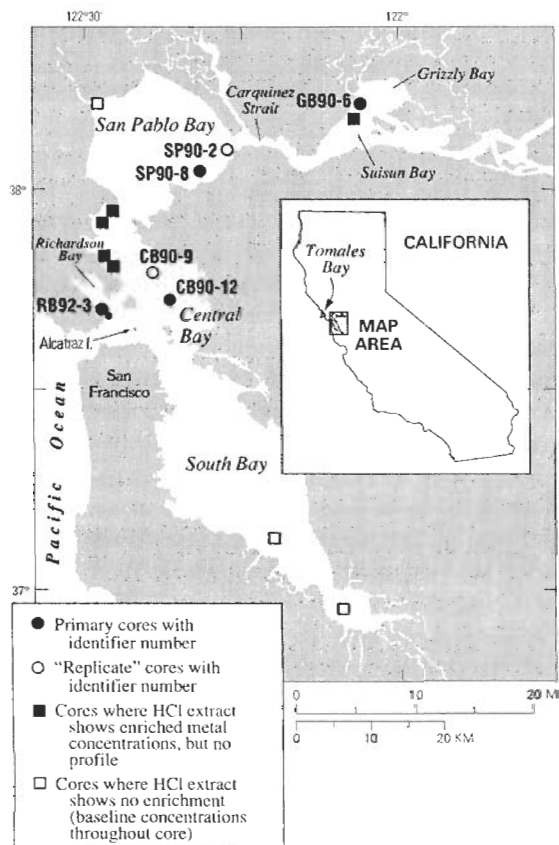 122°30'
122°
Grizzly Bay
Carquinez
Strait
GB90-6
San Pablo Bay
SP90-2
SP90-8
Suisun Bay
38°
Richardson
Bay
CB90-9
CB90-12
RB92-3
Central
Bay
Alcatraz I.
San
Francisco
Pacific Ocean
South Bay
37°
CALIFORNIA
Tomales
Bay
MAP
AREA
Primary cores with
identifier number
"Replicate" cores with
identifier number
Cores where HCl extract
shows enriched metal
concentrations, but no
profile
Cores where HCl extract
shows no enrichment
(baseline concentrations
throughout core)
0 10 20 MI
0 10 20 KM